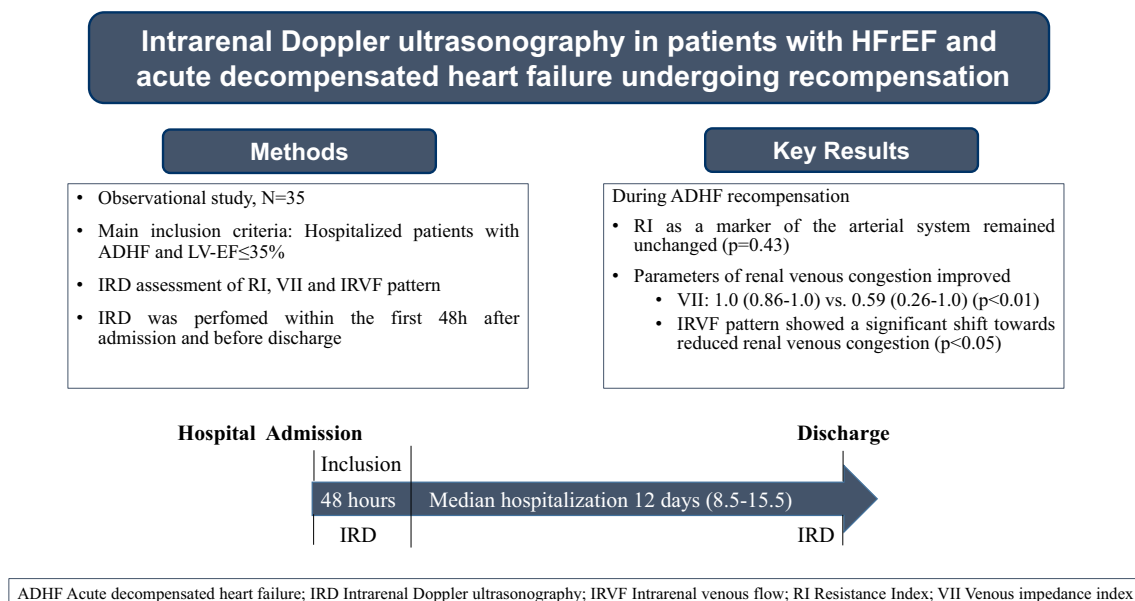 Intrarenal Doppler ultrasonography in patients with HFrEF and
acute decompensated heart failure undergoing recompensation
Methods
• Observational study, N=35
• Main inclusion criteria: Hospitalized patients with
ADHF and LV-EF≤35%
• IRD assessment of RI, VII and IRVF pattern
• IRD was perfomed within the first 48h after
admission and before discharge
Key Results
During ADHF recompensation
• RI as a marker of the arterial system remained
unchanged (p=0.43)
• Parameters of renal venous congestion improved
• VII: 1.0 (0.86-1.0) vs. 0.59 (0.26-1.0) (p<0.01)
• IRVF pattern showed a significant shift towards
reduced renal venous congestion (p<0.05)
Hospital Admission
Discharge
Inclusion
48 hours
Median hospitalization 12 days (8.5-15.5)
IRD
IRD
ADHF Acute decompensated heart failure; IRD Intrarenal Doppler ultrasonography; IRVF Intrarenal venous flow; RI Resistance Index; VII Venous impedance index